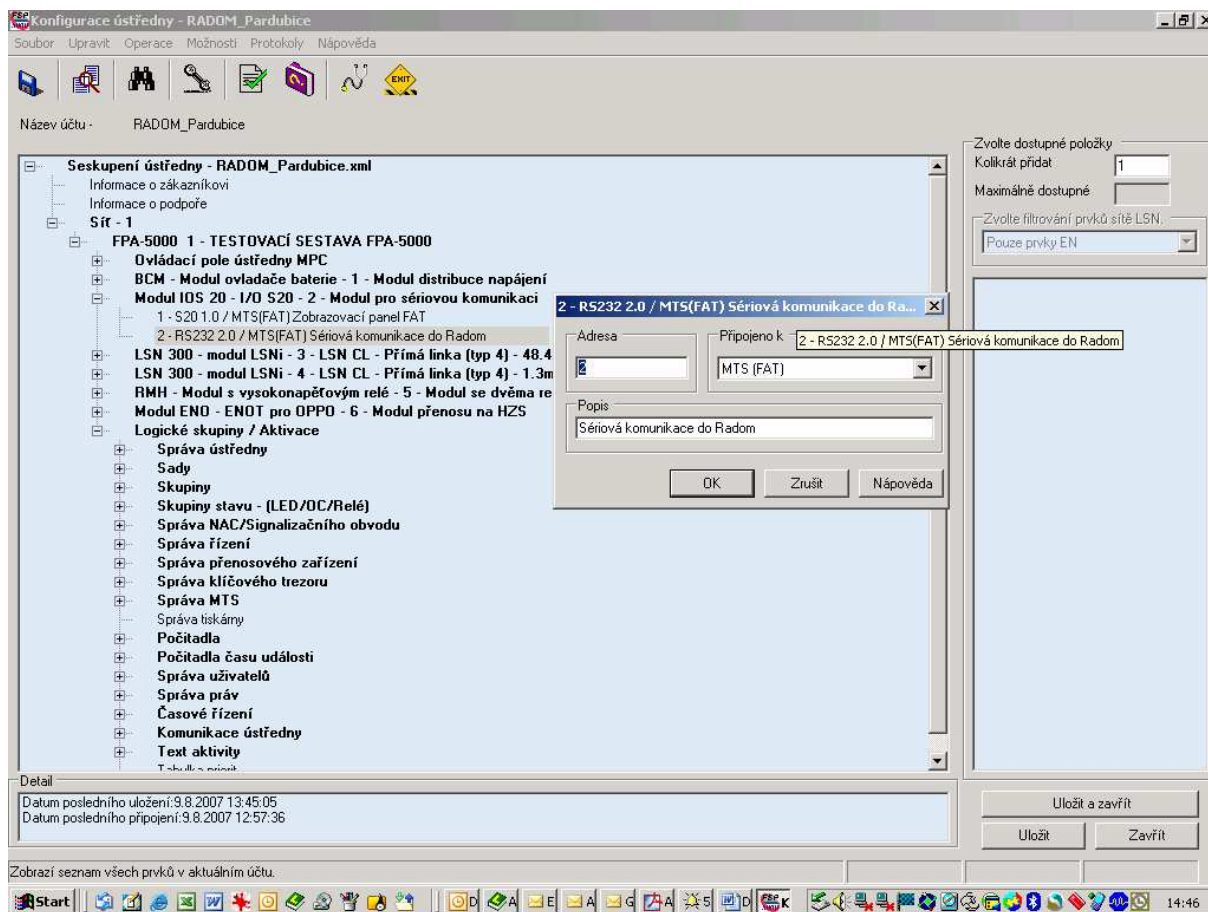 Konfigurace ústředny - RADOM_Pardubice
Soubor Upravit Operace Možnosti Protokoly Nápověda
EXIT
Název účtu - RADOM_Pardubice
Seskupení ústředny - RADOM_Pardubice.xml
Informace o zákazníkovi
Informace o podpoře
Síť - 1
FPA-5000 1 - TESTOVACÍ SESTAVA FPA-5000
Ovládací pole ústředny MPC
BCM - Modul ovladače baterie - 1 - Modul distribuce napájení
Modul IOS 20 - I/O S20 - 2 - Modul pro sériovou komunikaci
1 - S20 1.0 / MTS(FAT) Zobrazovací panel FAT
2 - RS232 2.0 / MTS(FAT) Sériová komunikace do Radom
LSN 300 - modul LSNi - 3 - LSN CL - Přímá linka (typ 4) - 48.4
LSN 300 - modul LSNi - 4 - LSN CL - Přímá linka (typ 4) - 1.3m
RMH - Modul s vysokonapěťovým relé - 5 - Modul se dvěma re
Modul ENO - ENOT pro OPPO - 6 - Modul přenosu na HZS
Logické skupiny / Aktivace
Správa ústředny
Sady
Skupiny
Skupiny stavu - (LED/OC/Relé)
Správa NAC/Signalizačního obvodu
Správa řízení
Správa přenosového zařízení
Správa klíčového trezoru
Správa MTS
Správa tiskárny
Počitadla
Počitadla času události
Správa uživatelů
Správa práv
Časové řízení
Komunikace ústředny
Text aktivity
Tabulka priorit
2 - RS232 2.0 / MTS(FAT) Sériová komunikace do Ra...
Adresa
2
Připojeno k
2 - RS232 2.0 / MTS(FAT) Sériová komunikace do Radom
MTS (FAT)
Popis
Sériová komunikace do Radom
OK Zrušit Nápověda
Zvolte dostupné položky
Kolikrát přidat 1
Maximálně dostupné
Zvolte filtrování prvků sítě LSN.
Pouze prvky EN
Detail
Datum posledního uložení:9.8.2007 13:45:05
Datum posledního připojení:9.8.2007 12:57:36
Uložit a zavřít
Uložit Zavřít
Zobrazí seznam všech prvků v aktuálním účtu.
Start D A E A G A 5 D K 14:46